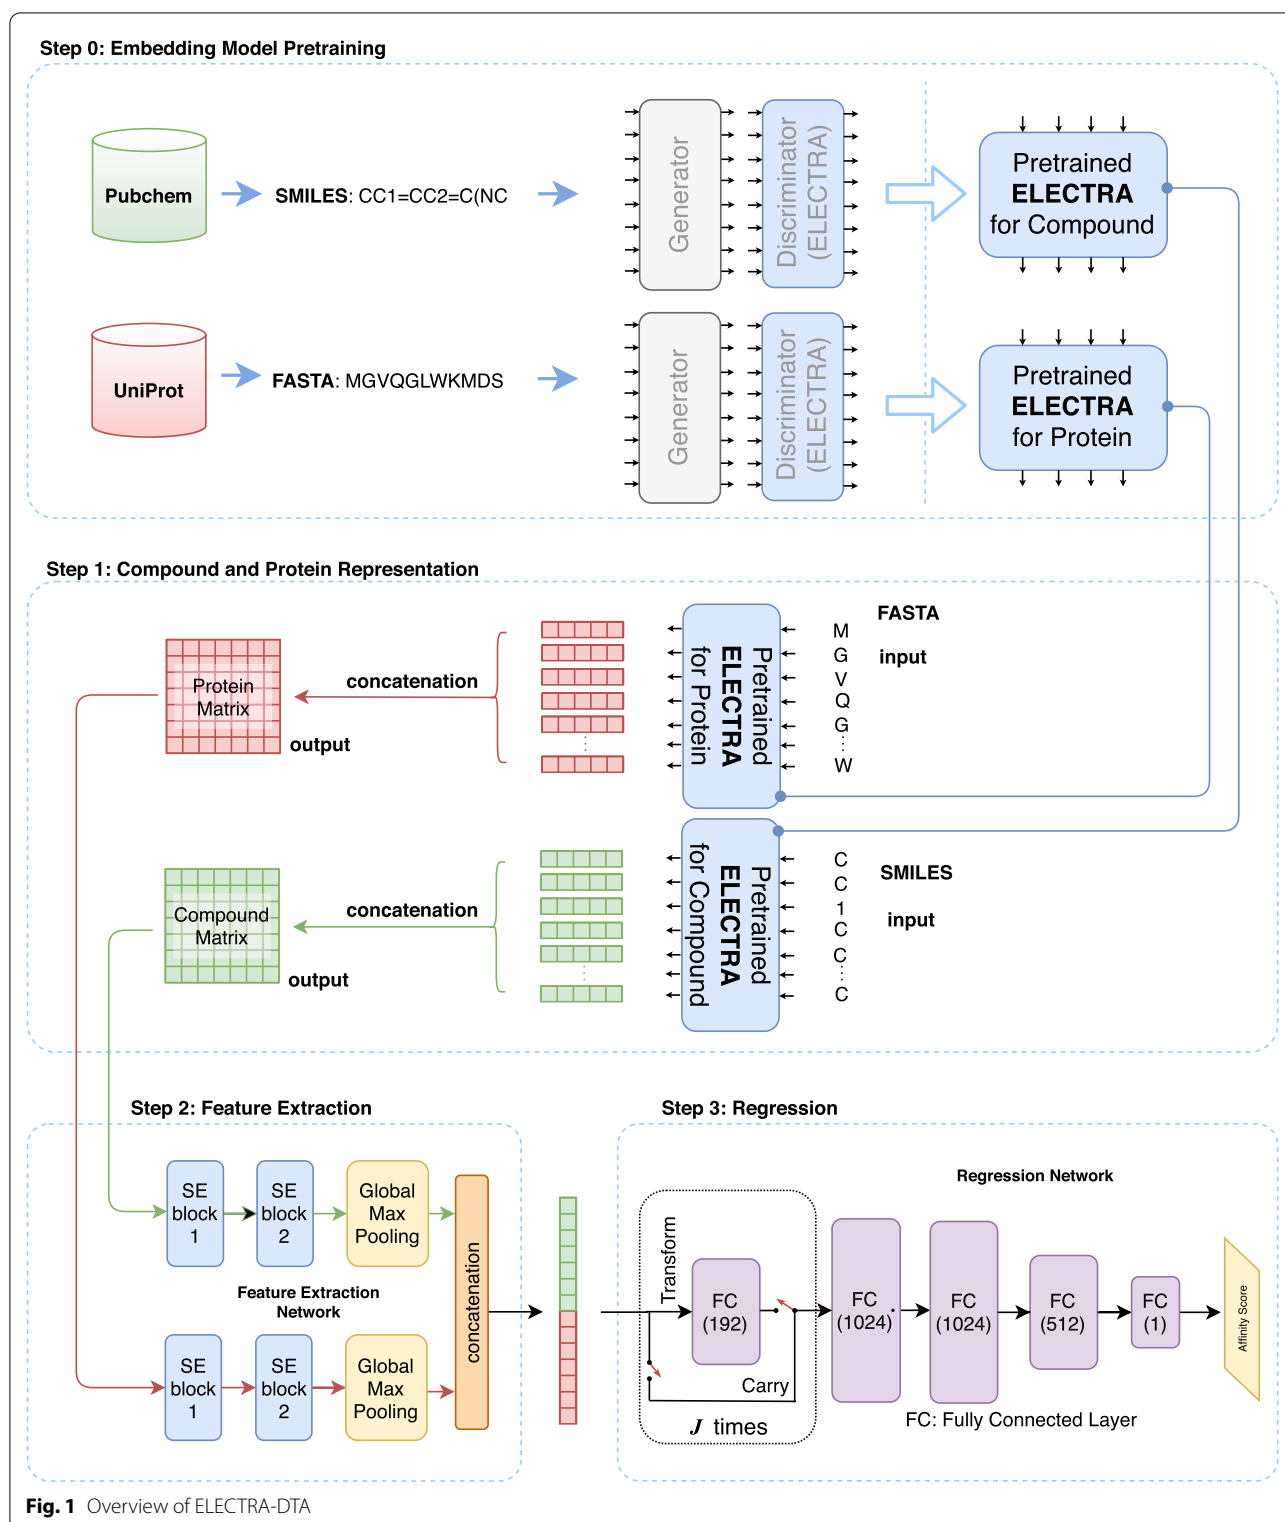 Step 0: Embedding Model Pretraining
Pubchem
SMILES: CC1=CC2=C(NC
Generator
Discriminator
(ELECTRA)
Pretrained
ELECTRA
for Compound
UniProt
FASTA: MGVQGLWKMDS
Generator
Discriminator
(ELECTRA)
Pretrained
ELECTRA
for Protein
Step 1: Compound and Protein Representation
Protein
Matrix
output
concatenation
Pretrained
ELECTRA
for Protein
M
G
V
Q
G
W
FASTA
input
Compound
Matrix
output
concatenation
Pretrained
ELECTRA
for Compound
C
C
1
C
C
C
SMILES
input
Step 2: Feature Extraction
SE
block
1
SE
block
2
Global
Max
Pooling
Feature Extraction
Network
SE
block
1
SE
block
2
Global
Max
Pooling
concatenation
Step 3: Regression
Regression Network
Transform
FC
(192)
Carry
J times
FC
(1024)
FC
(1024)
FC
(512)
FC
(1)
Affinity Score
FC: Fully Connected Layer
Fig. 1 Overview of ELECTRA-DTA